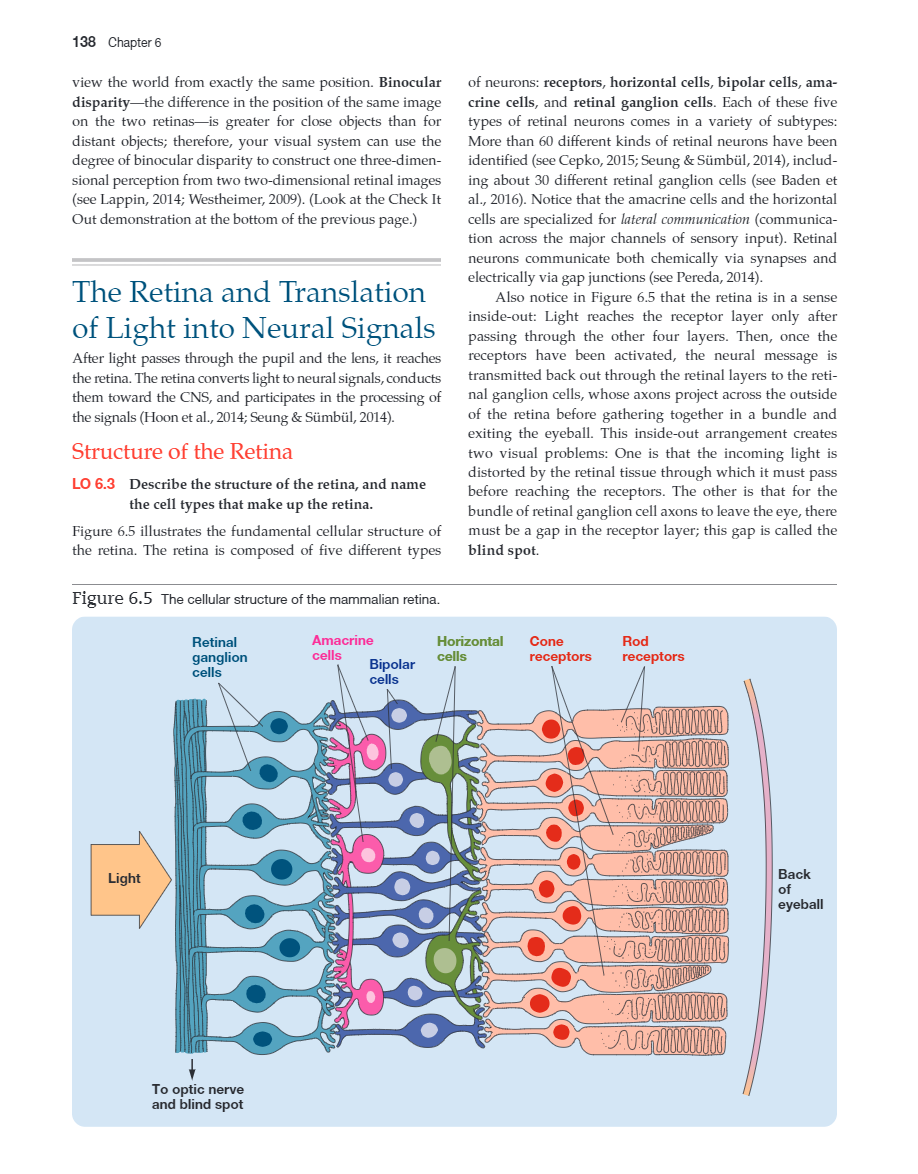 138 Chapter 6
view the world from exactly the same position. Binocular
disparity—the difference in the position of the same image
on the two retinas—is greater for close objects than for
distant objects; therefore, your visual system can use the
degree of binocular disparity to construct one three-dimen-
sional perception from two two-dimensional retinal images
(see Lappin, 2014; Westheimer, 2009). (Look at the Check It
Out demonstration at the bottom of the previous page.)
The Retina and Translation
of Light into Neural Signals
After light passes through the pupil and the lens, it reaches
the retina. The retina converts light to neural signals, conducts
them toward the CNS, and participates in the processing of
the signals (Hoon et al., 2014; Seung & Sümbül, 2014).
Structure of the Retina
LO 6.3 Describe the structure of the retina, and name
the cell types that make up the retina.
Figure 6.5 illustrates the fundamental cellular structure of
the retina. The retina is composed of five different types
of neurons: receptors, horizontal cells, bipolar cells, ama-
crine cells, and retinal ganglion cells. Each of these five
types of retinal neurons comes in a variety of subtypes:
More than 60 different kinds of retinal neurons have been
identified (see Cepko, 2015; Seung & Sümbül, 2014), includ-
ing about 30 different retinal ganglion cells (see Baden et
al., 2016). Notice that the amacrine cells and the horizontal
cells are specialized for lateral communication (communica-
tion across the major channels of sensory input). Retinal
neurons communicate both chemically via synapses and
electrically via gap junctions (see Pereda, 2014).
Also notice in Figure 6.5 that the retina is in a sense
inside-out: Light reaches the receptor layer only after
passing through the other four layers. Then, once the
receptors have been activated, the neural message is
transmitted back out through the retinal layers to the reti-
nal ganglion cells, whose axons project across the outside
of the retina before gathering together in a bundle and
exiting the eyeball. This inside-out arrangement creates
two visual problems: One is that the incoming light is
distorted by the retinal tissue through which it must pass
before reaching the receptors. The other is that for the
bundle of retinal ganglion cell axons to leave the eye, there
must be a gap in the receptor layer; this gap is called the
blind spot.
Figure 6.5 The cellular structure of the mammalian retina.
Retinal
ganglion
cells
Amacrine
cells
Bipolar
cells
Horizontal
cells
Cone
receptors
Rod
receptors
Light
Back
of
eyeball
To optic nerve
and blind spot